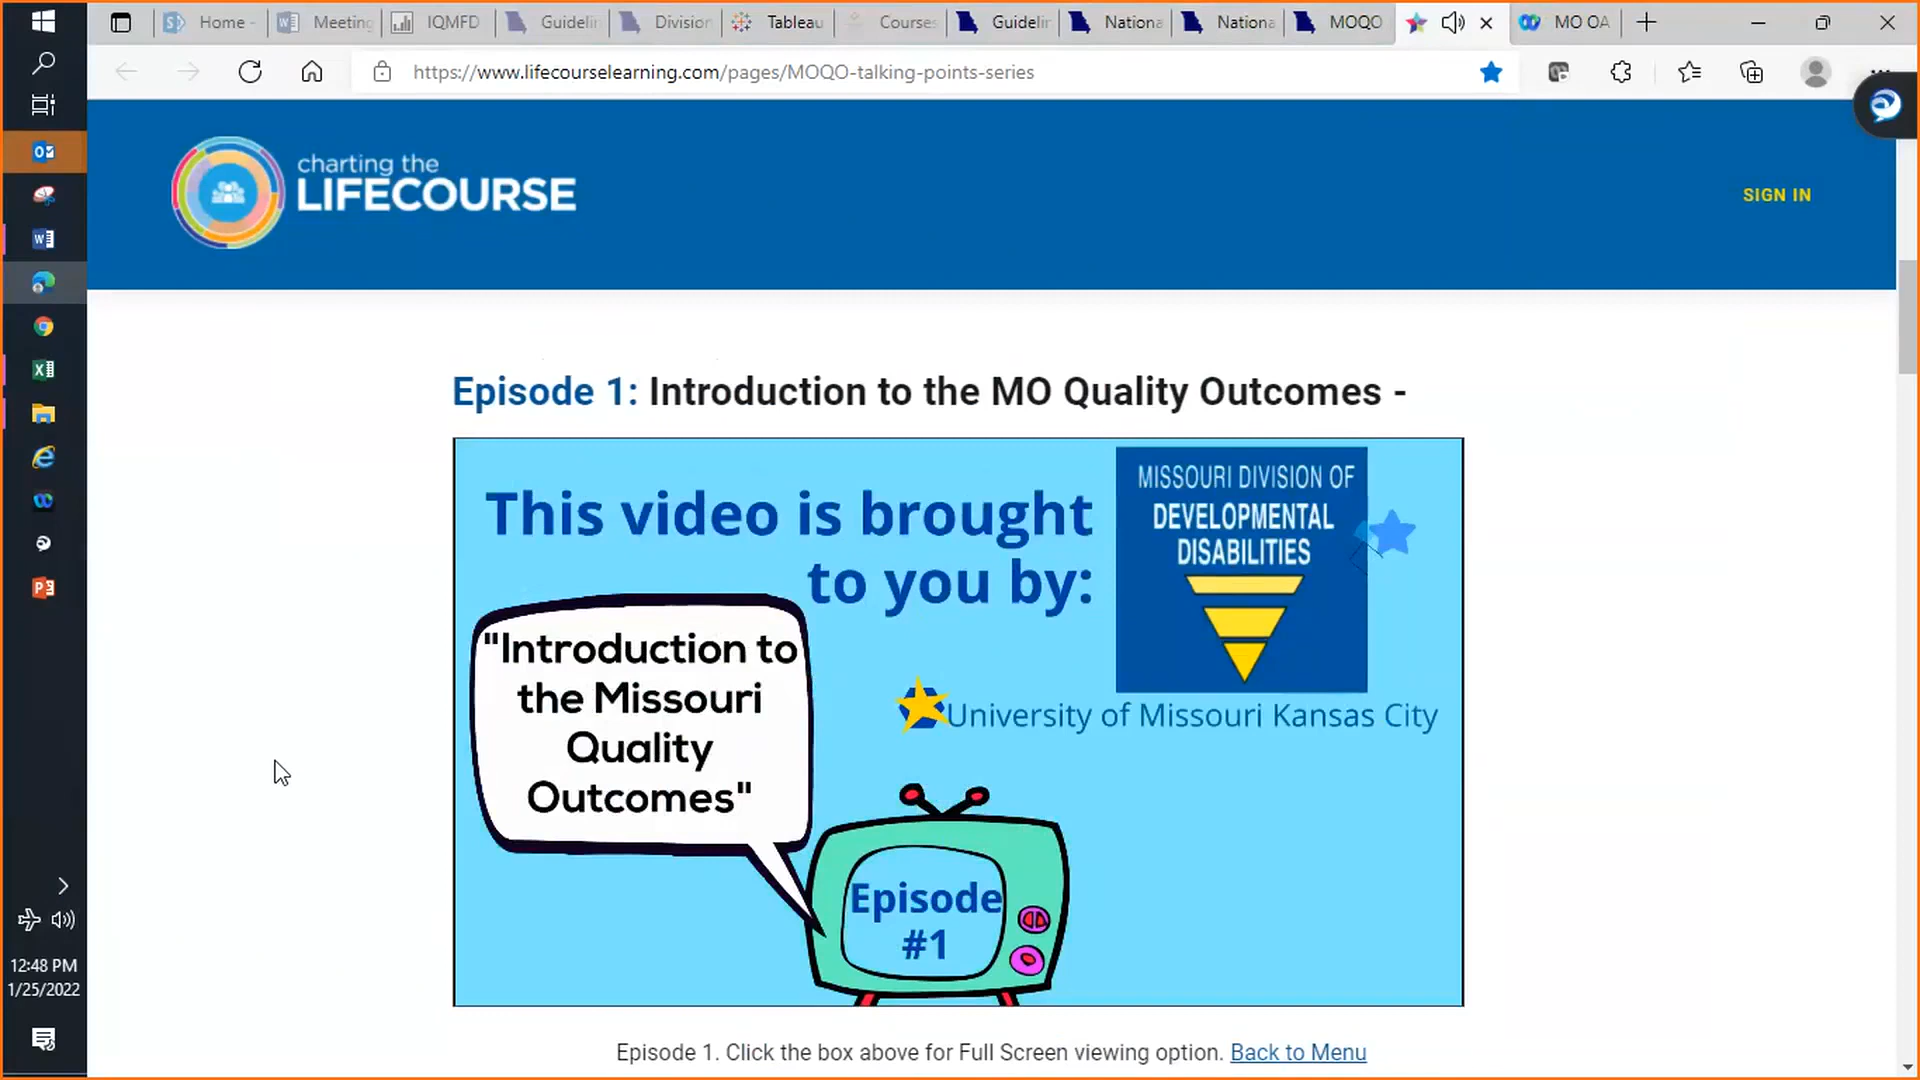 Home -
Meeting
IQMFD
Guidelin
Division
Tableau
Courses
Guidelin
Nationa
Nationa
MOQO
MO OA
https://www.lifecourselearning.com/pages/MOQO-talking-points-series
charting the
LIFECOURSE
SIGN IN
Episode 1: Introduction to the MO Quality Outcomes -
This video is brought
to you by:
MISSOURI DIVISION OF
DEVELOPMENTAL
DISABILITIES
"Introduction to
the Missouri
Quality
Outcomes"
University of Missouri Kansas City
Episode
#1
12:48 PM
1/25/2022
Episode 1. Click the box above for Full Screen viewing option. Back to Menu